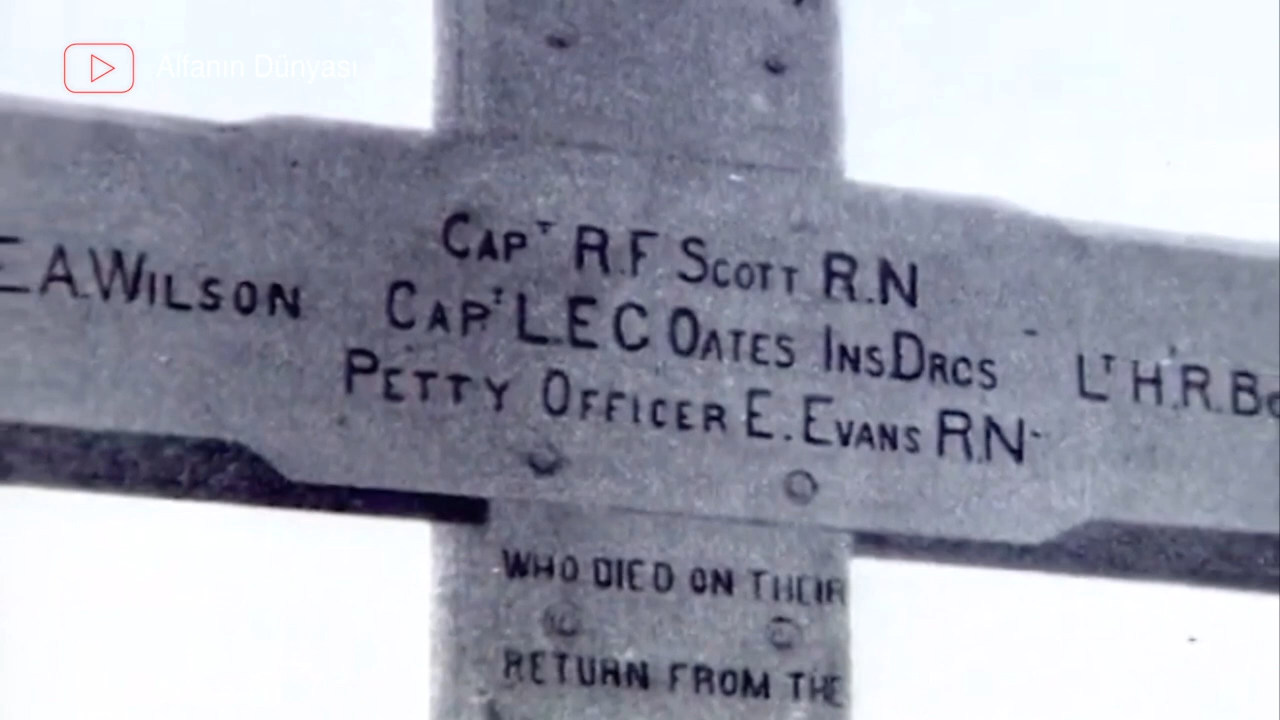 Alfanın Dünyası
CAPT R.F SCOTT R.N
E.A.WILSON CAPT L.E.C OATES INS DRGS LT H.R.
PETTY OFFICER E. EVANS R.N.
WHO DIED ON THEIR
RETURN FROM THE